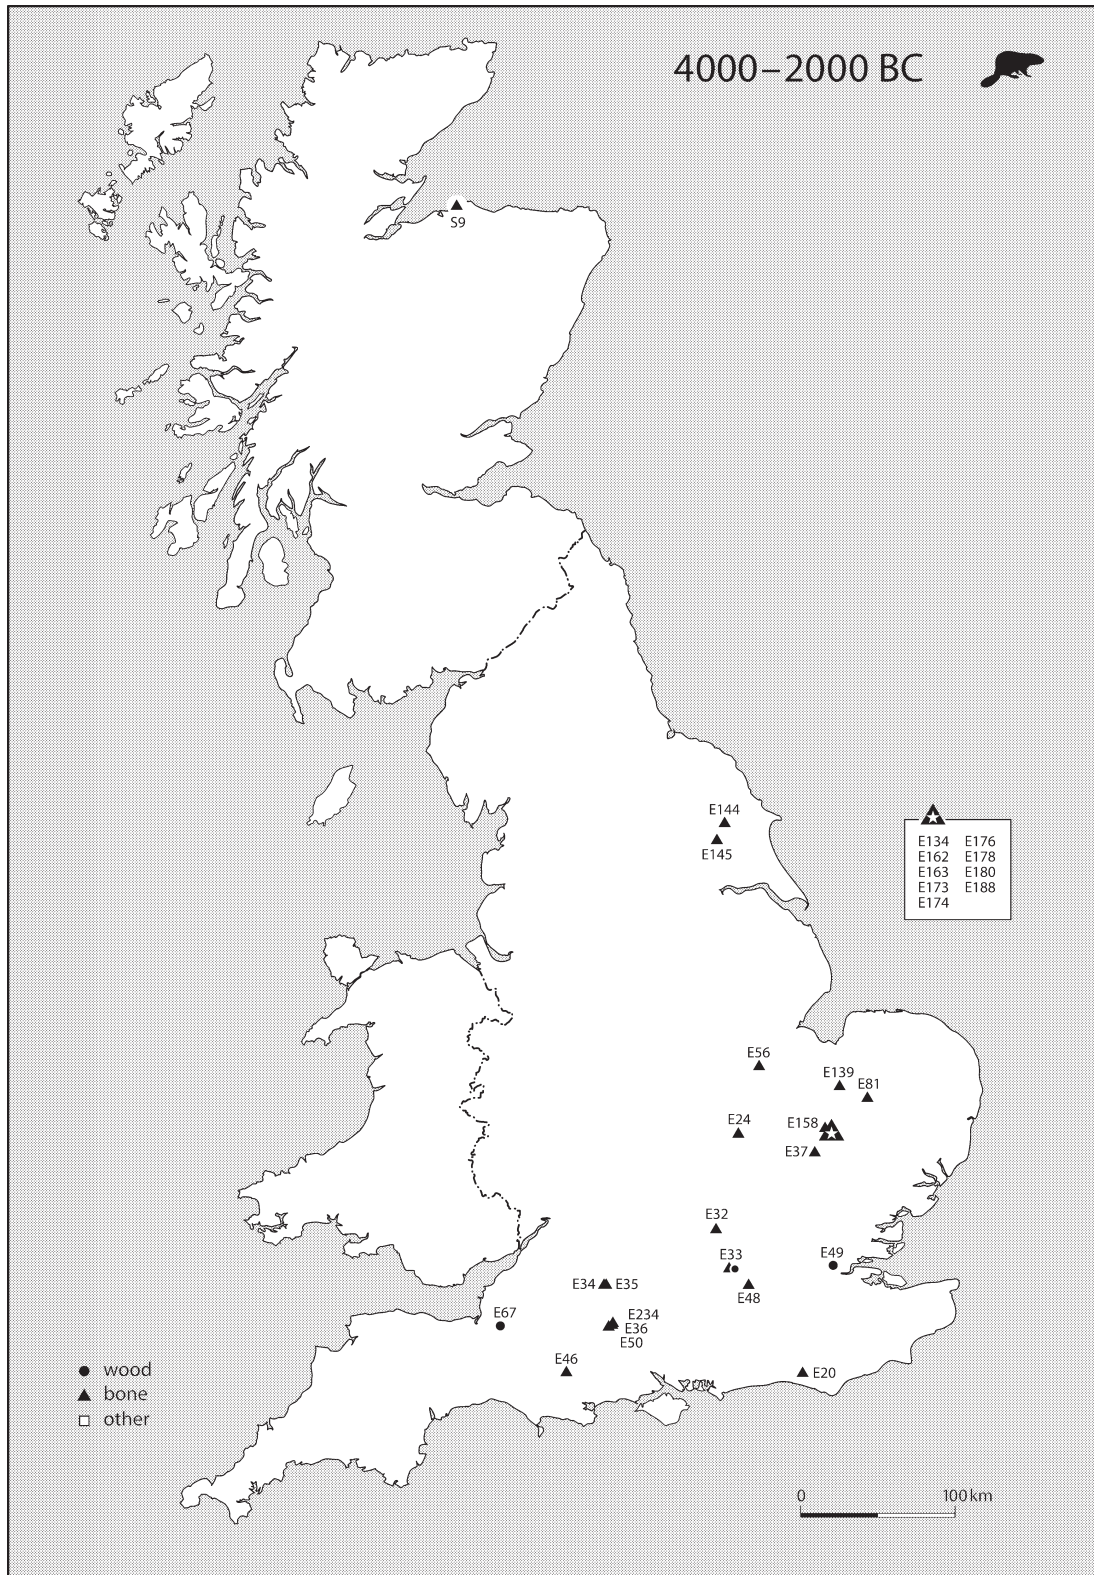 4000–2000 BC
S9
E144
E145
E134 E176
E162 E178
E163 E180
E173 E188
E174
E56
E139
E81
E24
E158
E37
E32
E33
E49
E48
E34 E35
E67
E234
E36
E50
E46
E20
wood
bone
other
0 100 km